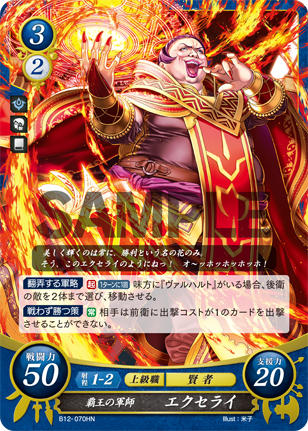 3
2
SAMPLE
美しく輝くのは常に、勝利という名の花のみ。
そう、このエクセライのようにねっ! オ～ッホッホッホッホ!
翻弄する軍略 起 1ターンに1回 味方に『ヴァルハルト』がいる場合、後衛
の敵を2体まで選び、移動させる。
戦わず勝つ策 常 相手は前衛に出撃コストが1のカードを出撃
させることができない。
戦闘力
50
射程 1-2 上級職 賢者
支援力
20
覇王の軍師 エクセライ
B12-070HN
Illust:米子